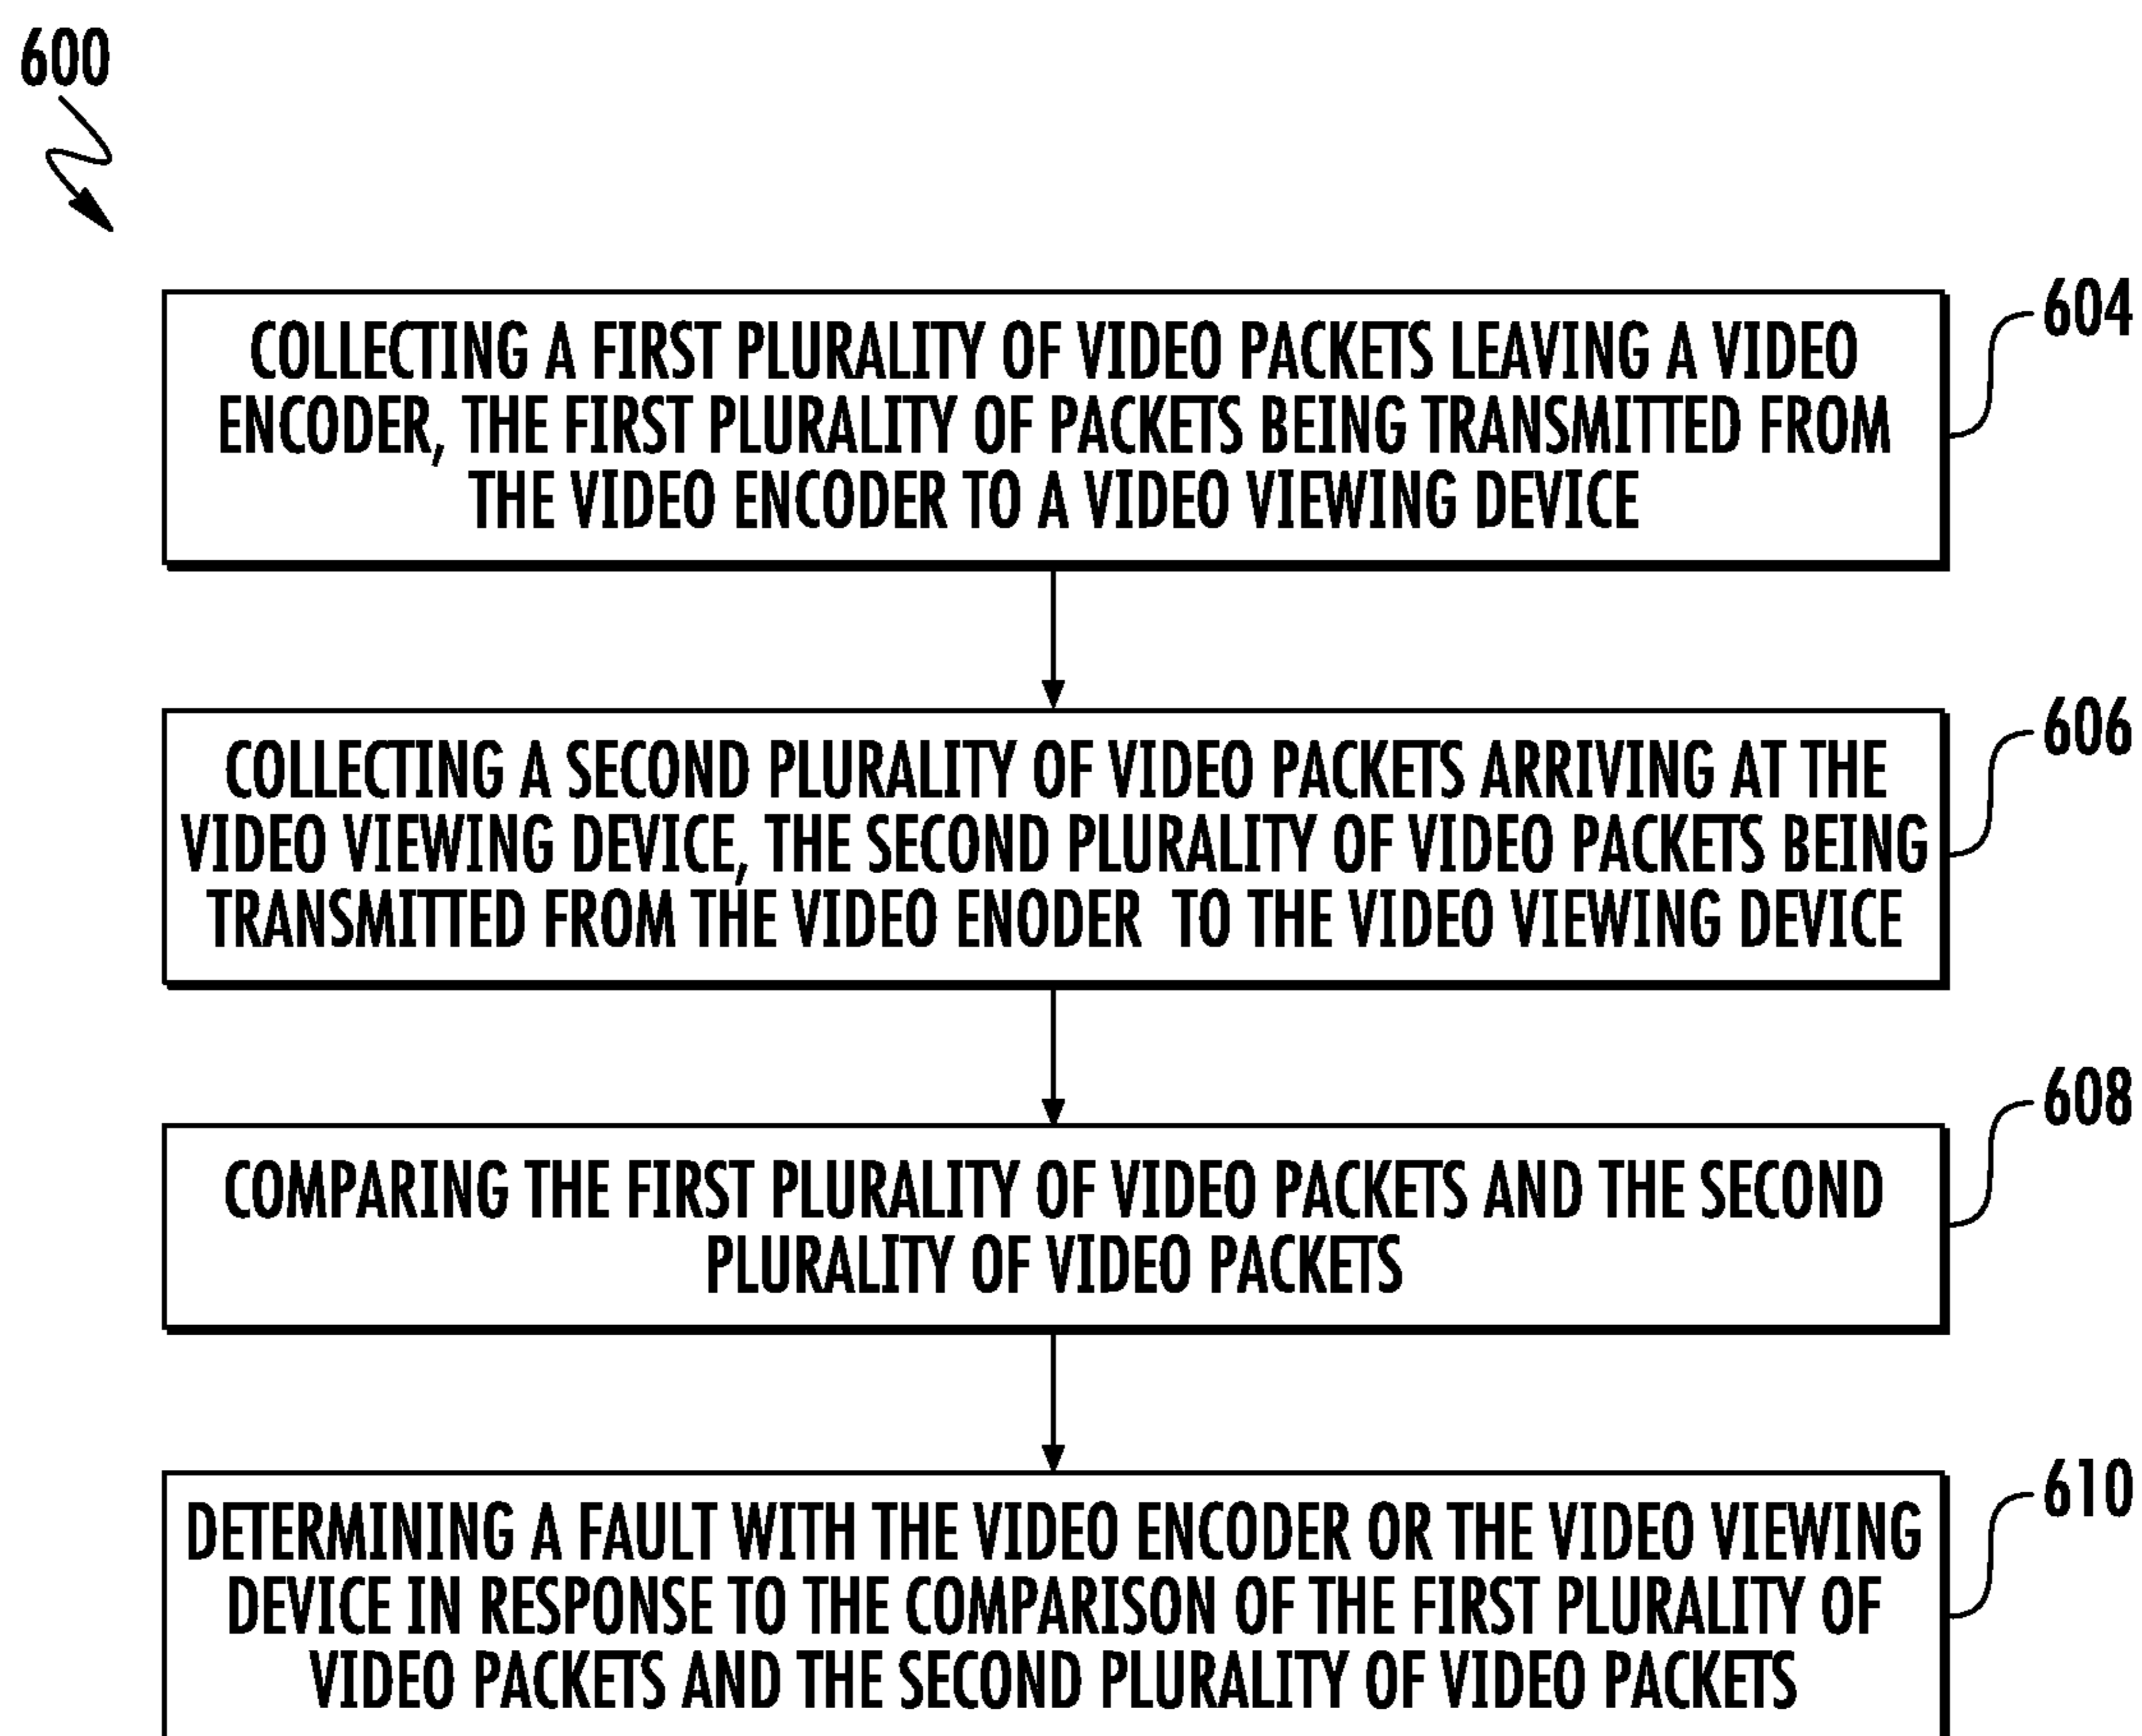 600
604
COLLECTING A FIRST PLURALITY OF VIDEO PACKETS LEAVING A VIDEO
ENCODER, THE FIRST PLURALITY OF PACKETS BEING TRANSMITTED FROM
THE VIDEO ENCODER TO A VIDEO VIEWING DEVICE
606
COLLECTING A SECOND PLURALITY OF VIDEO PACKETS ARRIVING AT THE
VIDEO VIEWING DEVICE, THE SECOND PLURALITY OF VIDEO PACKETS BEING
TRANSMITTED FROM THE VIDEO ENODER TO THE VIDEO VIEWING DEVICE
608
COMPARING THE FIRST PLURALITY OF VIDEO PACKETS AND THE SECOND
PLURALITY OF VIDEO PACKETS
610
DETERMINING A FAULT WITH THE VIDEO ENCODER OR THE VIDEO VIEWING
DEVICE IN RESPONSE TO THE COMPARISON OF THE FIRST PLURALITY OF
VIDEO PACKETS AND THE SECOND PLURALITY OF VIDEO PACKETS